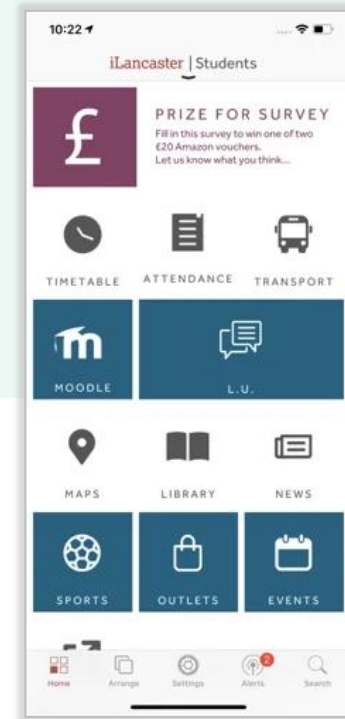 10:22
iLancaster | Students
£
PRIZE FOR SURVEY
Fill in this survey to win one of two
£20 Amazon vouchers.
Let us know what you think...
TIMETABLE ATTENDANCE TRANSPORT
m
MOODLE L.U.
MAPS LIBRARY NEWS
SPORTS OUTLETS EVENTS
2
Home Arrange Settings Alerts Search